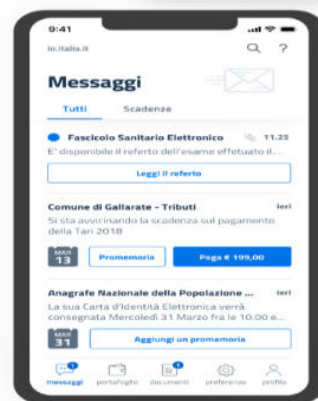 9:41
io.italia.it
Messaggi
Tutti Scadenze
Fascicolo Sanitario Elettronico 11.25
E' disponibile il referto dell'esame effetuato il...
Leggi il referto
Comune di Gallarate - Tributi ieri
Si sta avvicinando la scadenza sul pagamento
della Tari 2018
MAR
13 Promemoria Paga € 199,00
Anagrafe Nazionale della Popolazione ... ieri
La sua Carta d'Identità Elettronica verrà
consegnata Mercoledì 31 Marzo fra le 10.00 e...
MAR
31 Aggiungi un promemoria
messaggi portafoglio documenti preferenze profilo